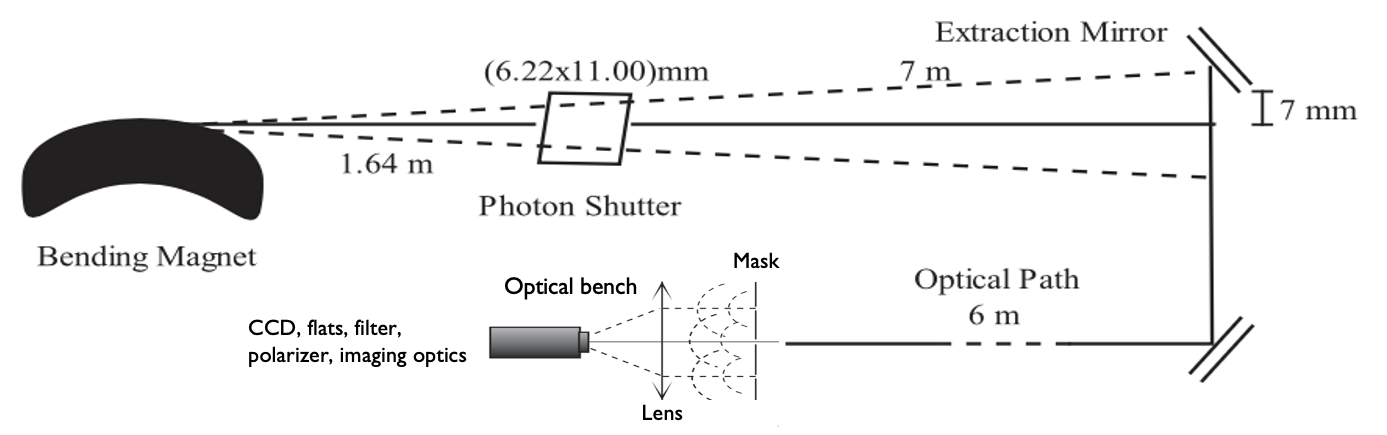 Extraction Mirror
(6.22x11.00)mm
7 m
7 mm
1.64 m
Photon Shutter
Bending Magnet
Mask
Optical bench
Optical Path
6 m
CCD, flats, filter,
polarizer, imaging optics
Lens